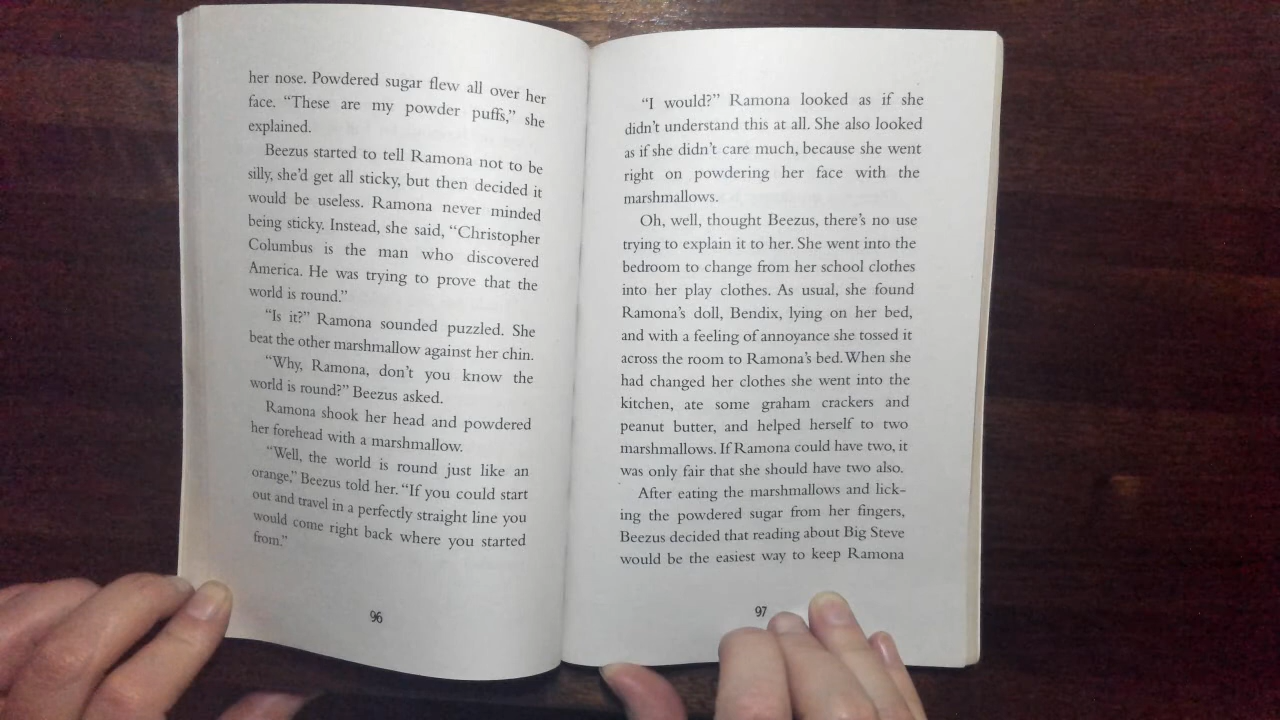 her nose. Powdered sugar flew all over her
face. “These are my powder puffs,” she
explained.
Beezus started to tell Ramona not to be
silly, she’d get all sticky, but then decided it
would be useless. Ramona never minded
being sticky. Instead, she said, “Christopher
Columbus is the man who discovered
America. He was trying to prove that the
world is round.”
“Is it?” Ramona sounded puzzled. She
beat the other marshmallow against her chin.
“Why, Ramona, don’t you know the
world is round?” Beezus asked.
Ramona shook her head and powdered
her forehead with a marshmallow.
“Well, the world is round just like an
orange,” Beezus told her. “If you could start
out and travel in a perfectly straight line you
would come right back where you started
from.”
96
“I would?” Ramona looked as if she
didn’t understand this at all. She also looked
as if she didn’t care much, because she went
right on powdering her face with the
marshmallows.
Oh, well, thought Beezus, there’s no use
trying to explain it to her. She went into the
bedroom to change from her school clothes
into her play clothes. As usual, she found
Ramona’s doll, Bendix, lying on her bed,
and with a feeling of annoyance she tossed it
across the room to Ramona’s bed. When she
had changed her clothes she went into the
kitchen, ate some graham crackers and
peanut butter, and helped herself to two
marshmallows. If Ramona could have two, it
was only fair that she should have two also.
After eating the marshmallows and lick-
ing the powdered sugar from her fingers,
Beezus decided that reading about Big Steve
would be the easiest way to keep Ramona
97